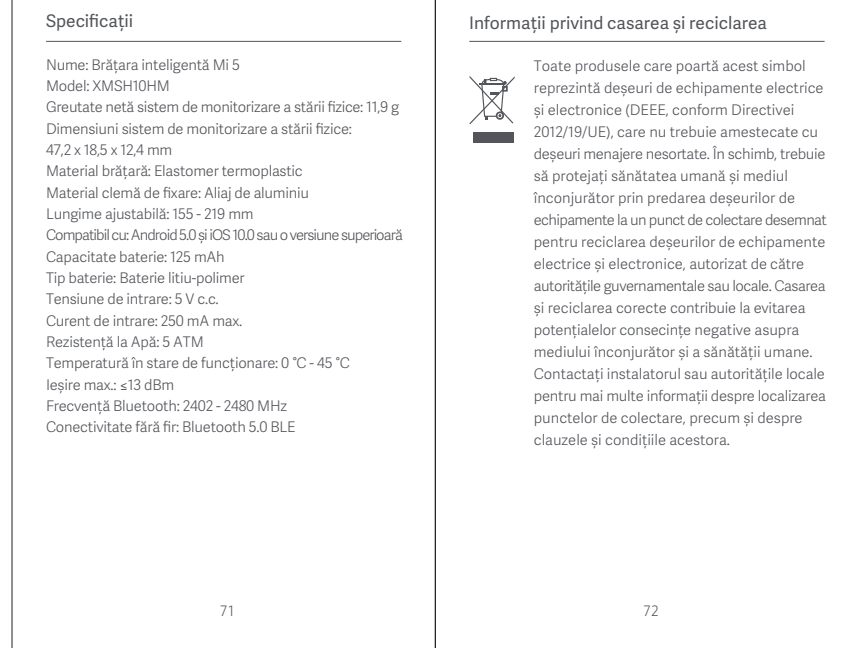 Specificații
Nume: Brățara inteligentă Mi 5
Model: XMSH10HM
Greutate netă sistem de monitorizare a stării fizice: 11,9 g
Dimensiuni sistem de monitorizare a stării fizice:
47,2 x 18,5 x 12,4 mm
Material brățară: Elastomer termoplastic
Material clemă de fixare: Aliaj de aluminiu
Lungime ajustabilă: 155 - 219 mm
Compatibil cu: Android 5.0 și iOS 10.0 sau o versiune superioară
Capacitate baterie: 125 mAh
Tip baterie: Baterie litiu-polimer
Tensiune de intrare: 5 V c.c.
Curent de intrare: 250 mA max.
Rezistență la Apă: 5 ATM
Temperatură în stare de funcționare: 0 °C - 45 °C
Ieșire max.: ≤13 dBm
Frecvență Bluetooth: 2402 - 2480 MHz
Conectivitate fără fir: Bluetooth 5.0 BLE
71
Informații privind casarea și reciclarea
Toate produsele care poartă acest simbol
reprezintă deșeuri de echipamente electrice
și electronice (DEEE, conform Directivei
2012/19/UE), care nu trebuie amestecate cu
deșeuri menajere nesortate. În schimb, trebuie
să protejați sănătatea umană și mediul
înconjurător prin predarea deșeurilor de
echipamente la un punct de colectare desemnat
pentru reciclarea deșeurilor de echipamente
electrice și electronice, autorizat de către
autoritățile guvernamentale sau locale. Casarea
și reciclarea corecte contribuie la evitarea
potențialelor consecințe negative asupra
mediului înconjurător și a sănătății umane.
Contactați instalatorul sau autoritățile locale
pentru mai multe informații despre localizarea
punctelor de colectare, precum și despre
clauzele și condițiile acestora.
72